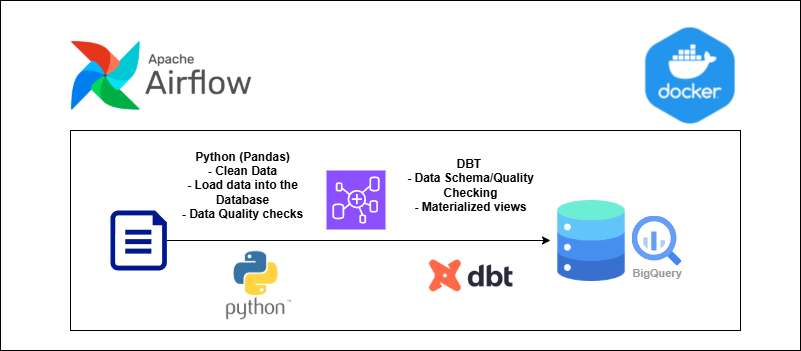 Apache
Airflow
docker
Python (Pandas)
- Clean Data
- Load data into the
Database
- Data Quality checks
DBT
- Data Schema/Quality
Checking
- Materialized views
python™
dbt
BigQuery